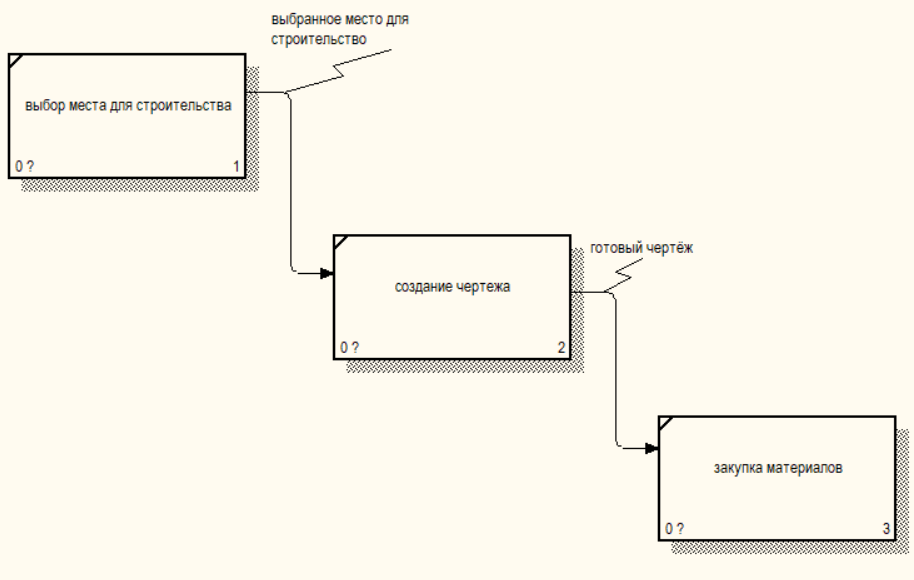 выбранное место для
строительство
выбор места для строительства
0 ? 1
готовый чертёж
создание чертежа
0 ? 2
закупка материалов
0 ? 3